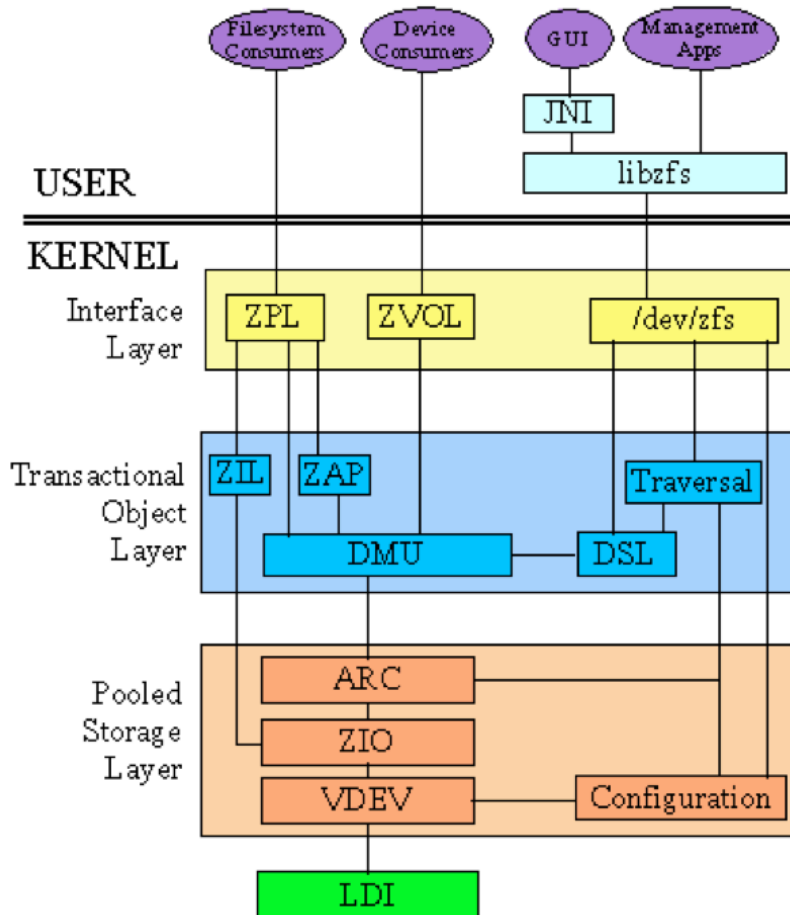 Filesystem
Consumers
Device
Consumers
GUI
Management
Apps
JNI
libzfs
USER
KERNEL
Interface
Layer
ZPL
ZVOL
/dev/zfs
Transactional
Object
Layer
ZIL
ZAP
Traversal
DMU
DSL
Pooled
Storage
Layer
ARC
ZIO
VDEV
Configuration
LDI